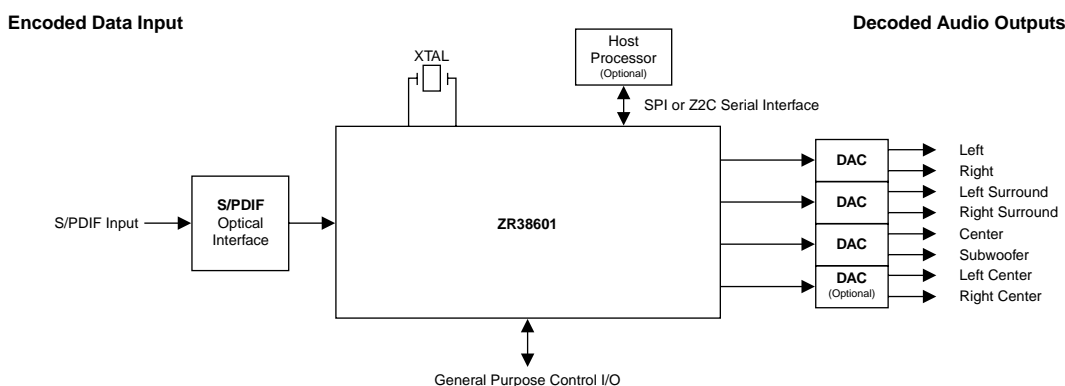 Encoded Data Input
Decoded Audio Outputs
XTAL
Host
Processor
(Optional)
SPI or Z2C Serial Interface
S/PDIF Input
S/PDIF
Optical
Interface
ZR38601
DAC
Left
Right
DAC
Left Surround
Right Surround
DAC
Center
Subwoofer
DAC
(Optional)
Left Center
Right Center
General Purpose Control I/O